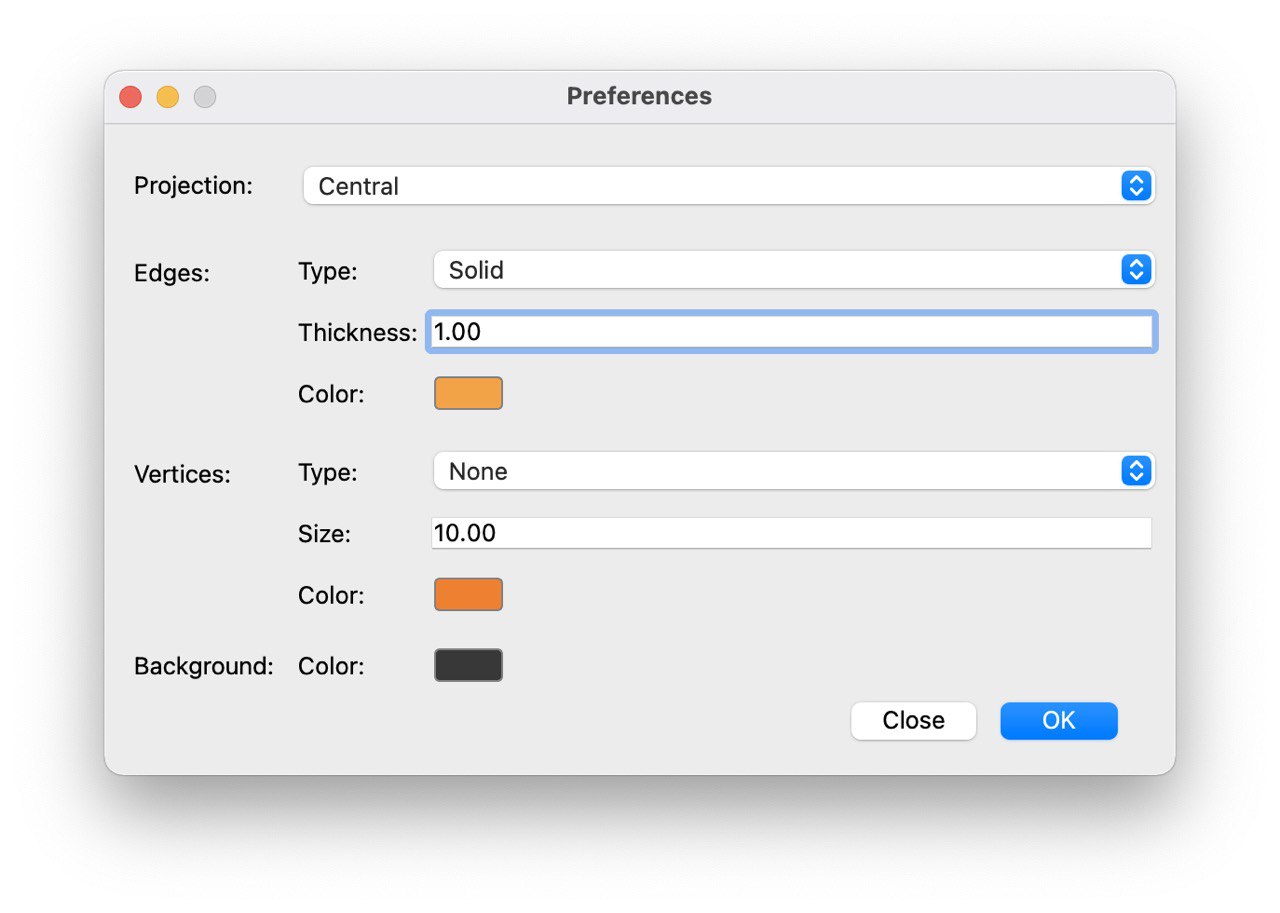 Preferences
Projection: Central
Edges: Type: Solid
Thickness: 1.00
Color:
Vertices: Type: None
Size: 10.00
Color:
Background: Color:
Close OK